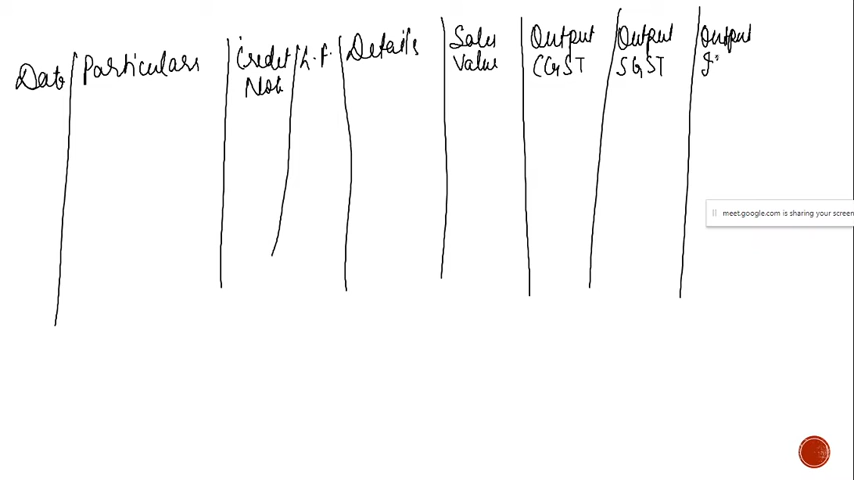 Date
Particulars
Credit
Note
L.F.
Details
Sales
Value
Output
CGST
Output
SGST
Output
I
meet.google.com is sharing your screen